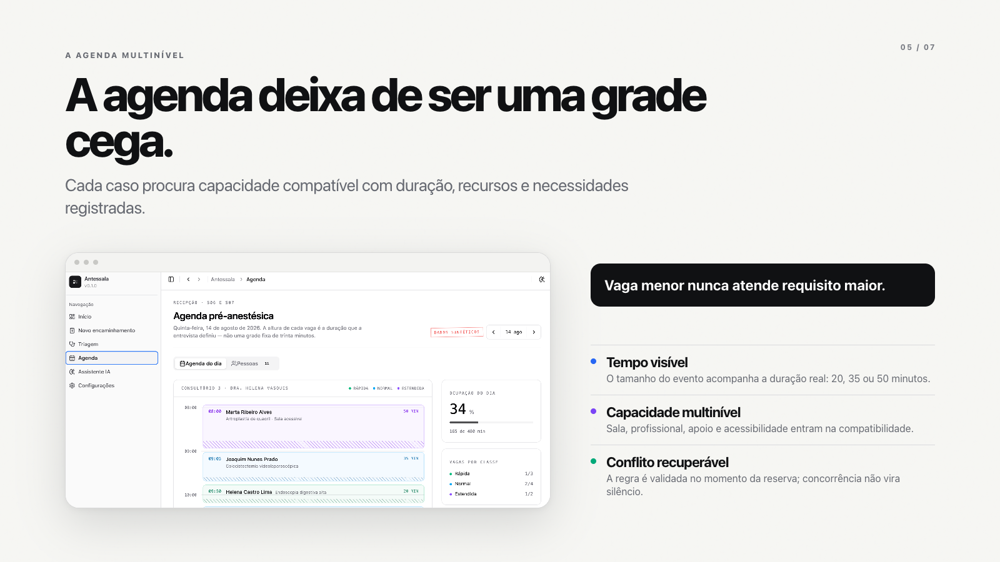 A AGENDA MULTINÍVEL
05 / 07
A agenda deixa de ser uma grade
cega.
Cada caso procura capacidade compatível com duração, recursos e necessidades
registradas.
Antessala
v0.1.0
Navegação
Início
Novo encaminhamento
Triagem
Agenda
Assistente IA
Configurações
Antessala > Agenda
RECEPÇÃO · S06 E S07
Agenda pré-anestésica
Quinta-feira, 14 de agosto de 2026. A altura de cada vaga é a duração que a
entrevista definiu — não uma grade fixa de trinta minutos.
DADOS SINTÉTICOS
14 ago
Agenda do dia
Pessoas 11
CONSULTÓRIO 3 · DRA. HELENA VASQUES
RÁPIDA NORMAL ESTENDIDA
08:00
08:00 Marta Ribeiro Alves 50 MIN
Artroplastia de quadril · Sala acessível
09:00
09:05 Joaquim Nunes Prado 35 MIN
Colecistectomia videolaparoscópica
09:50 Helena Castro Lima Endoscopia digestiva alta 20 MIN
10:00
OCUPAÇÃO DO DIA
34 %
165 de 480 min
VAGAS POR CLASSE
Rápida 1/3
Normal 2/4
Estendida 1/2
Vaga menor nunca atende requisito maior.
Tempo visível
O tamanho do evento acompanha a duração real: 20, 35 ou 50 minutos.
Capacidade multinível
Sala, profissional, apoio e acessibilidade entram na compatibilidade.
Conflito recuperável
A regra é validada no momento da reserva; concorrência não vira
silêncio.